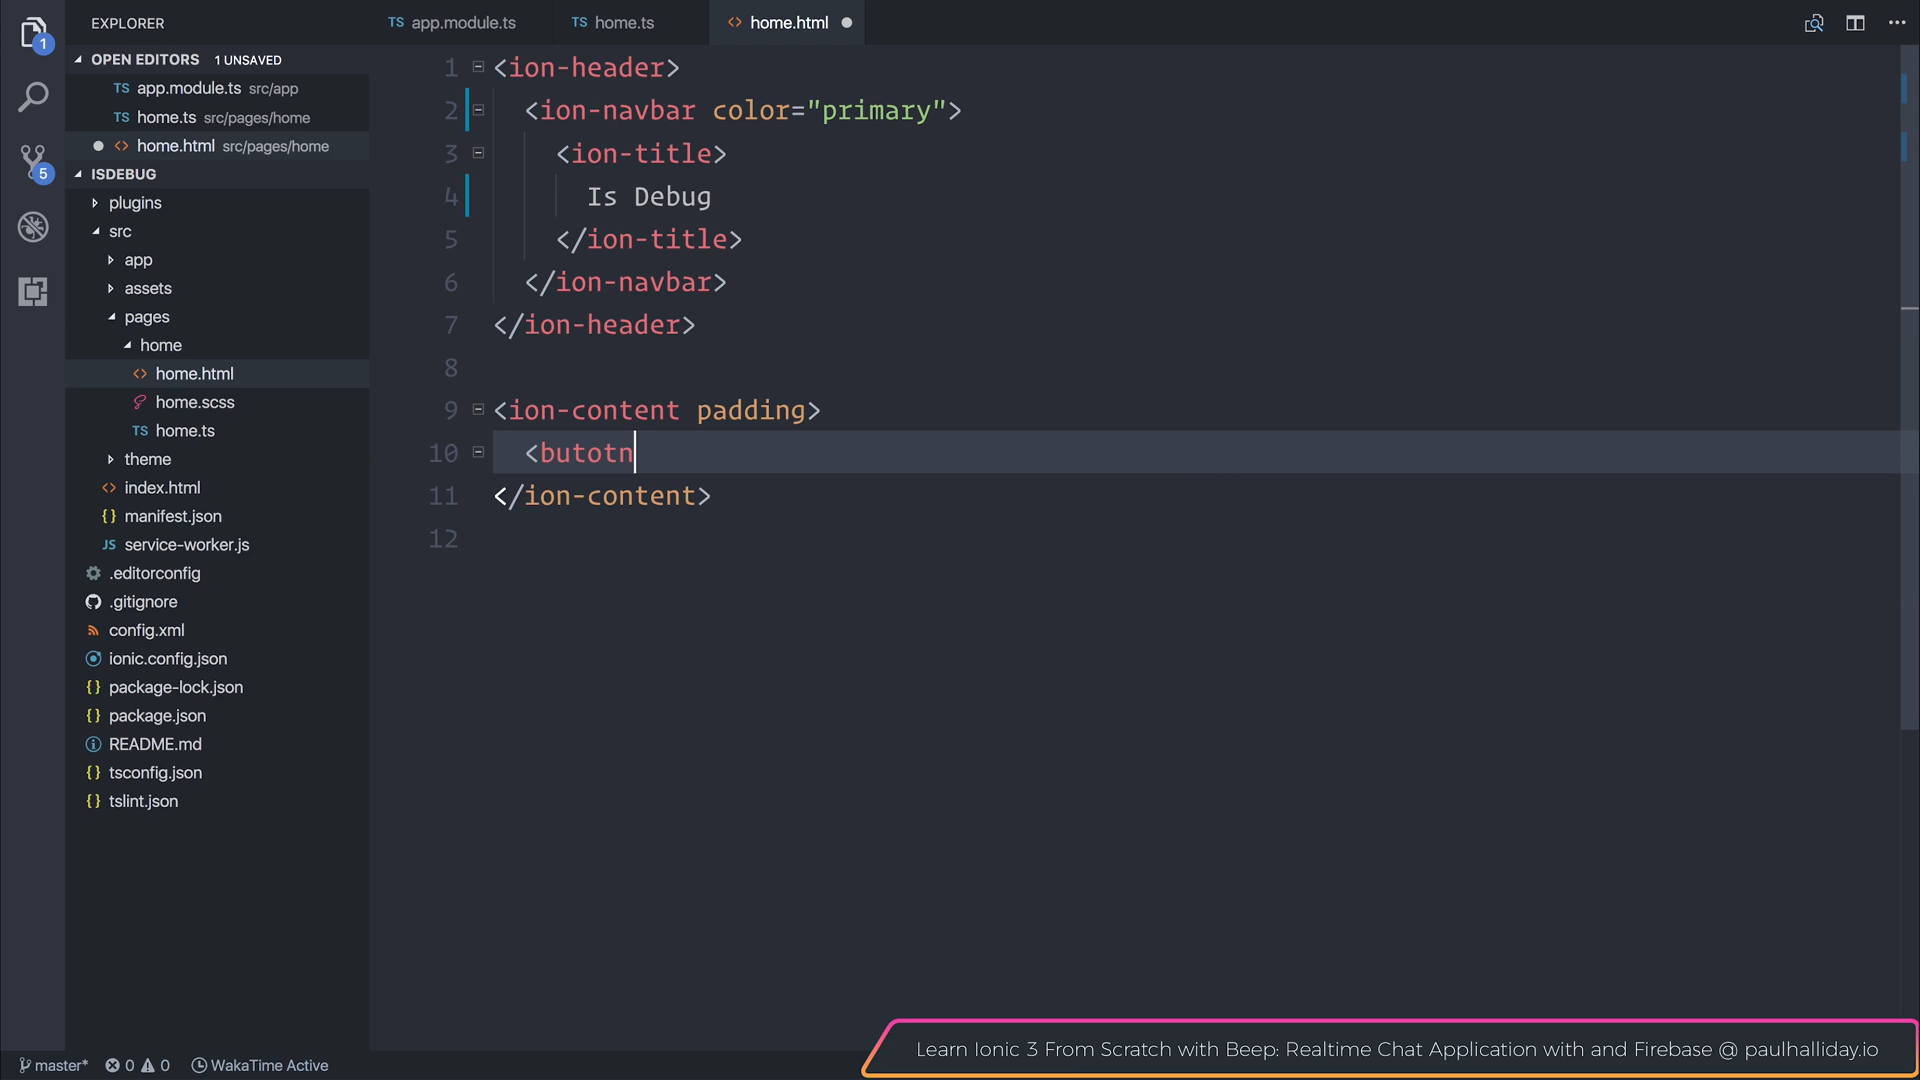 1
5
EXPLORER
OPEN EDITORS 1 UNSAVED
TS app.module.ts src/app
TS home.ts src/pages/home
<> home.html src/pages/home
ISDEBUG
plugins
src
app
assets
pages
home
<> home.html
home.scss
TS home.ts
theme
<> index.html
{} manifest.json
JS service-worker.js
.editorconfig
.gitignore
config.xml
ionic.config.json
{} package-lock.json
{} package.json
README.md
{} tsconfig.json
{} tslint.json
TS app.module.ts
TS home.ts
<> home.html
1 <ion-header>
2 <ion-navbar color="primary">
3 <ion-title>
4 Is Debug
5 </ion-title>
6 </ion-navbar>
7 </ion-header>
8
9 <ion-content padding>
10 <butotn
11 </ion-content>
12
master* 0 0 WakaTime Active
Learn Ionic 3 From Scratch with Beep: Realtime Chat Application with and Firebase @ paulhalliday.io